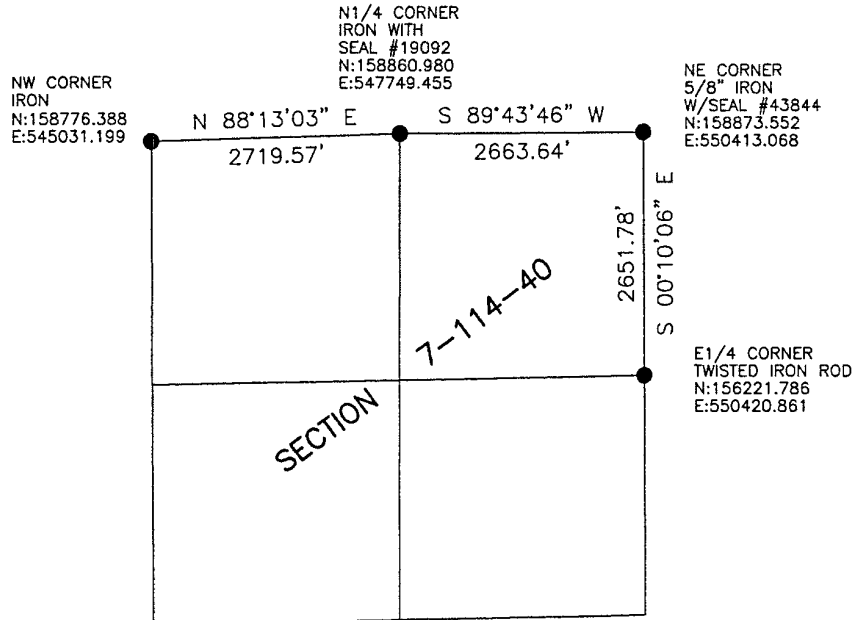 N1/4 CORNER
IRON WITH
SEAL #19092
N:158860.980
E:547749.455
NW CORNER
IRON
N:158776.388
E:545031.199
NE CORNER
5/8" IRON
W/SEAL #43844
N:158873.552
E:550413.068
N 88°13'03" E
2719.57'
S 89°43'46" W
2663.64'
2651.78'
S 00°10'06" E
SECTION 7-114-40
E1/4 CORNER
TWISTED IRON ROD
N:156221.786
E:550420.861